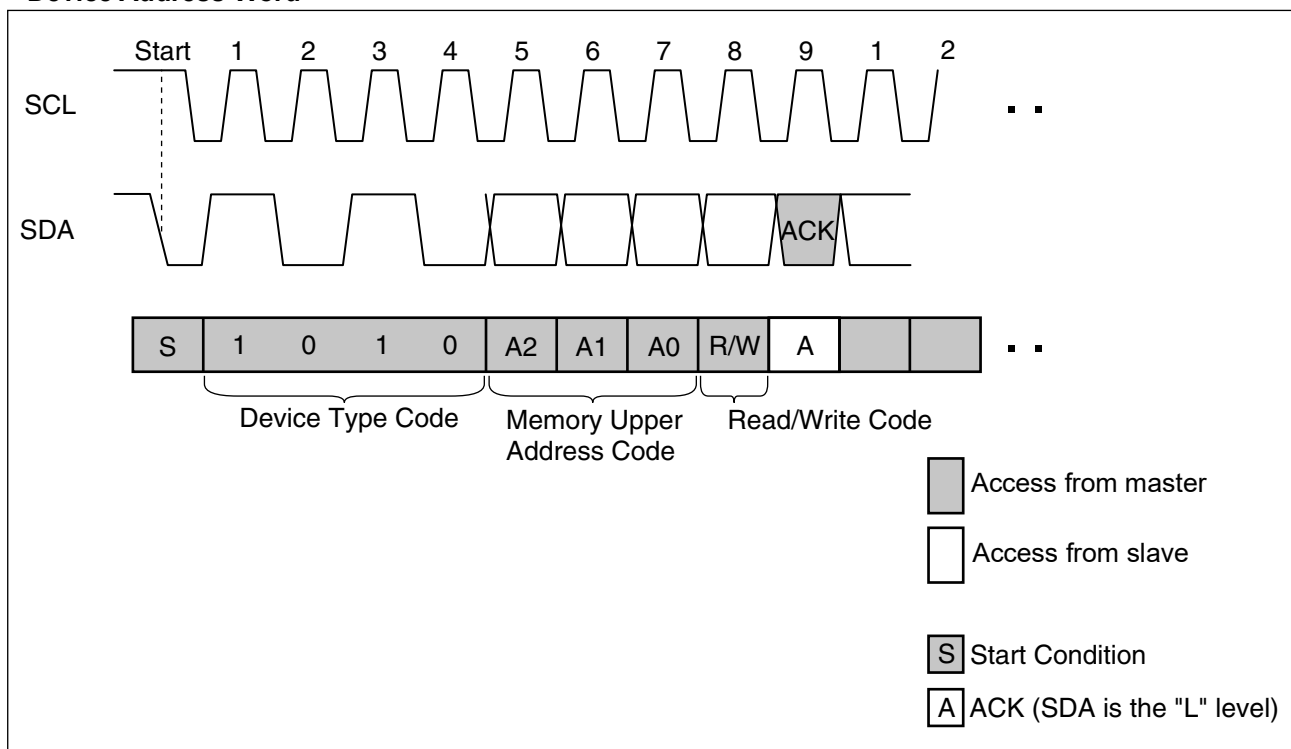 Start 1 2 3 4 5 6 7 8 9 1 2
SCL
. .
SDA
ACK
S 1 0 1 0 A2 A1 A0 R/W A
. .
Device Type Code
Memory Upper
Address Code
Read/Write Code
Access from master
Access from slave
S Start Condition
A ACK (SDA is the "L" level)